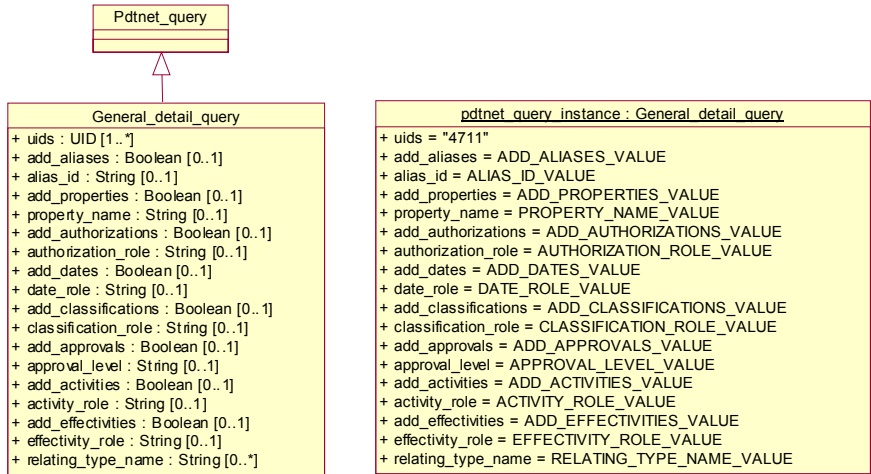 Pdtnet_query
General_detail_query
+ uids : UID [1..*]
+ add_aliases : Boolean [0..1]
+ alias_id : String [0..1]
+ add_properties : Boolean [0..1]
+ property_name : String [0..1]
+ add_authorizations : Boolean [0..1]
+ authorization_role : String [0..1]
+ add_dates : Boolean [0..1]
+ date_role : String [0..1]
+ add_classifications : Boolean [0..1]
+ classification_role : String [0..1]
+ add_approvals : Boolean [0..1]
+ approval_level : String [0..1]
+ add_activities : Boolean [0..1]
+ activity_role : String [0..1]
+ add_effectivities : Boolean [0..1]
+ effectivity_role : String [0..1]
+ relating_type_name : String [0..*]
pdtnet_query_instance : General_detail_query
+ uids = "4711"
+ add_aliases = ADD_ALIASES_VALUE
+ alias_id = ALIAS_ID_VALUE
+ add_properties = ADD_PROPERTIES_VALUE
+ property_name = PROPERTY_NAME_VALUE
+ add_authorizations = ADD_AUTHORIZATIONS_VALUE
+ authorization_role = AUTHORIZATION_ROLE_VALUE
+ add_dates = ADD_DATES_VALUE
+ date_role = DATE_ROLE_VALUE
+ add_classifications = ADD_CLASSIFICATIONS_VALUE
+ classification_role = CLASSIFICATION_ROLE_VALUE
+ add_approvals = ADD_APPROVALS_VALUE
+ approval_level = APPROVAL_LEVEL_VALUE
+ add_activities = ADD_ACTIVITIES_VALUE
+ activity_role = ACTIVITY_ROLE_VALUE
+ add_effectivities = ADD_EFFECTIVITIES_VALUE
+ effectivity_role = EFFECTIVITY_ROLE_VALUE
+ relating_type_name = RELATING_TYPE_NAME_VALUE